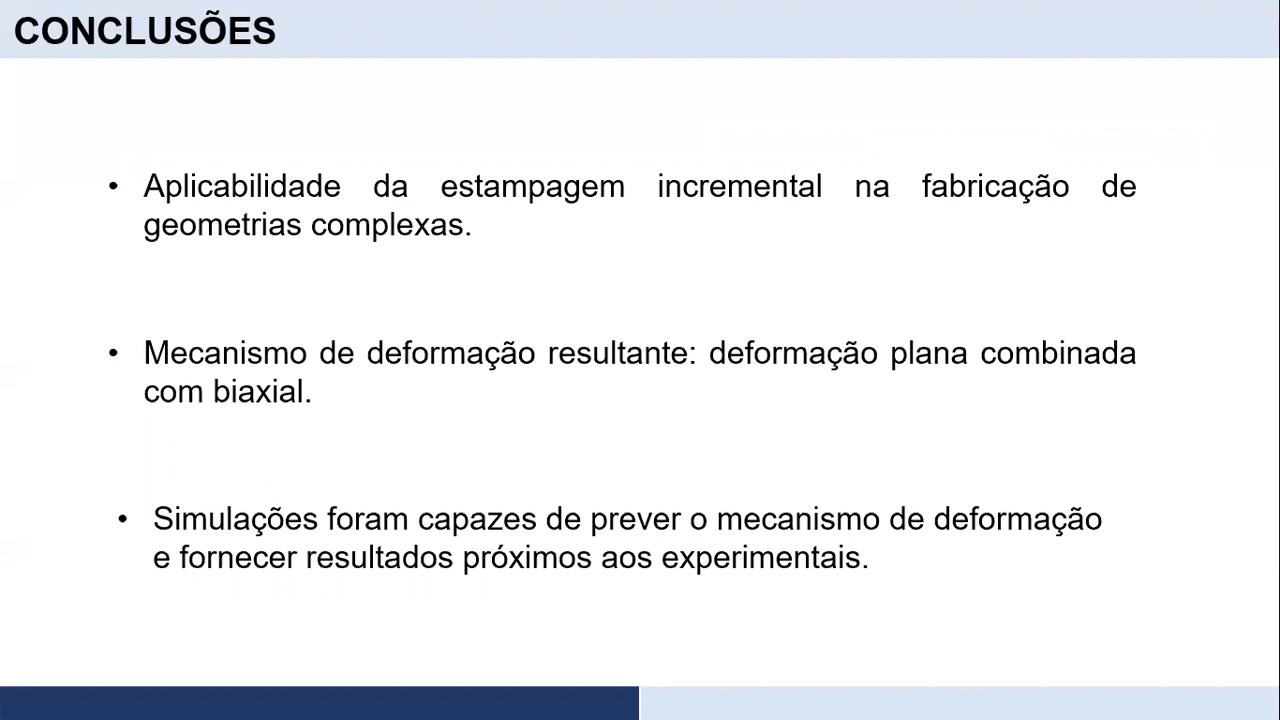 CONCLUSÕES
• Aplicabilidade da estampagem incremental na fabricação de
geometrias complexas.
• Mecanismo de deformação resultante: deformação plana combinada
com biaxial.
• Simulações foram capazes de prever o mecanismo de deformação
e fornecer resultados próximos aos experimentais.